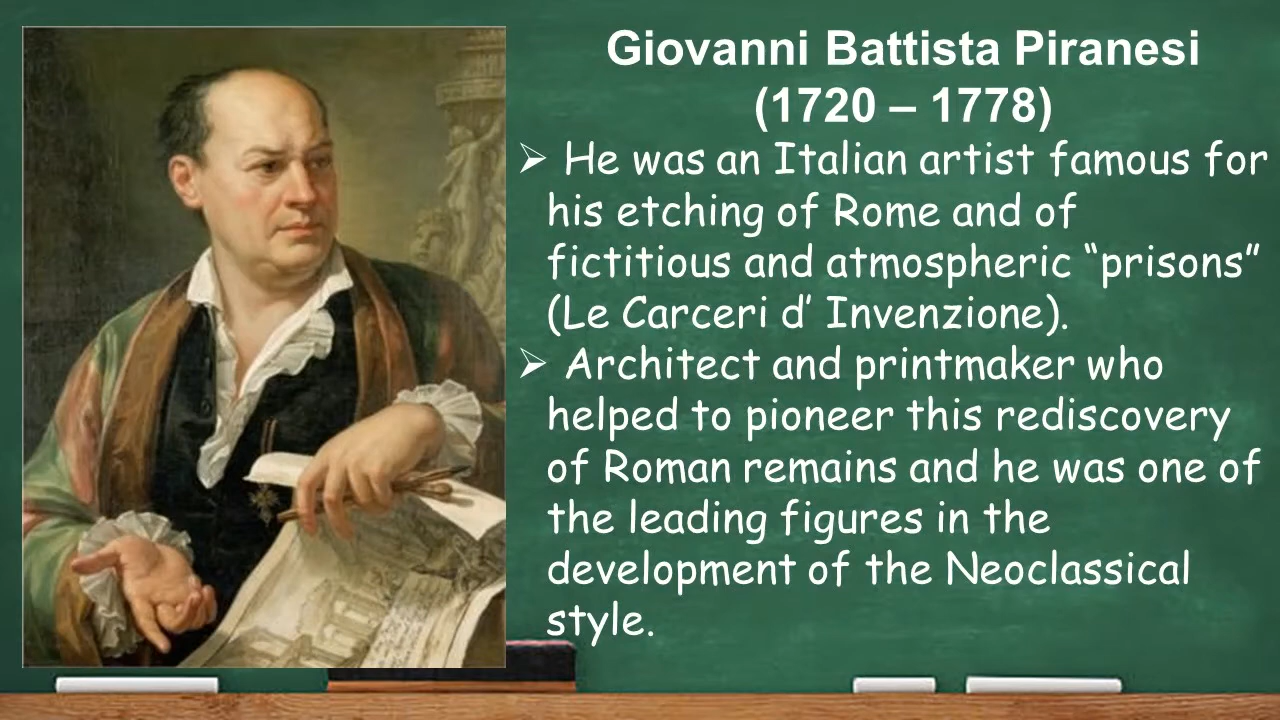 Giovanni Battista Piranesi
(1720 – 1778)
➢ He was an Italian artist famous for
his etching of Rome and of
fictitious and atmospheric “prisons”
(Le Carceri d’ Invenzione).
➢ Architect and printmaker who
helped to pioneer this rediscovery
of Roman remains and he was one of
the leading figures in the
development of the Neoclassical
style.